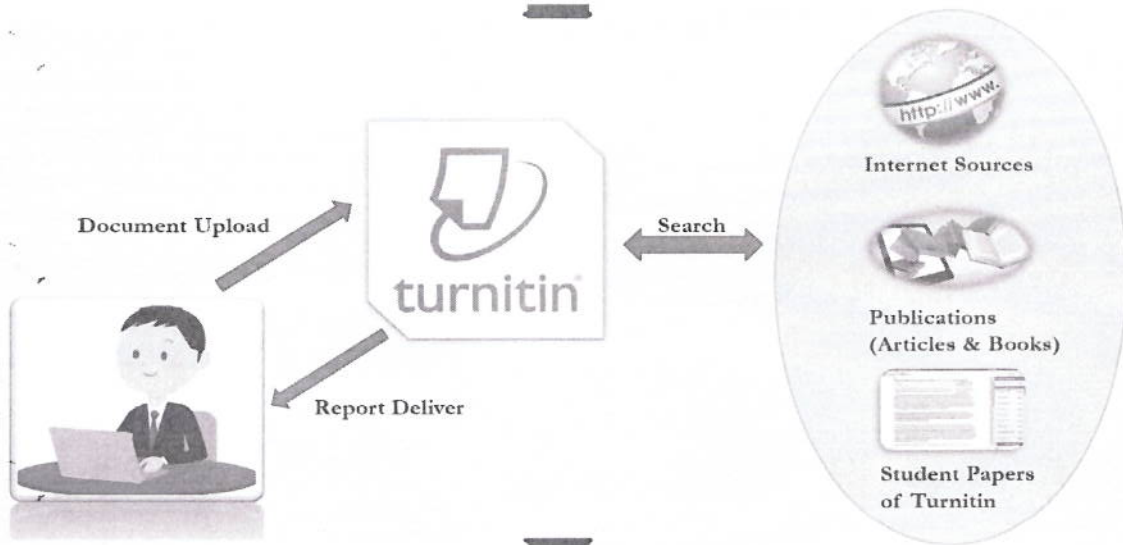 http://www.
Internet Sources
Document Upload
Search
turnitin
Publications
(Articles & Books)
Report Deliver
Student Papers
of Turnitin